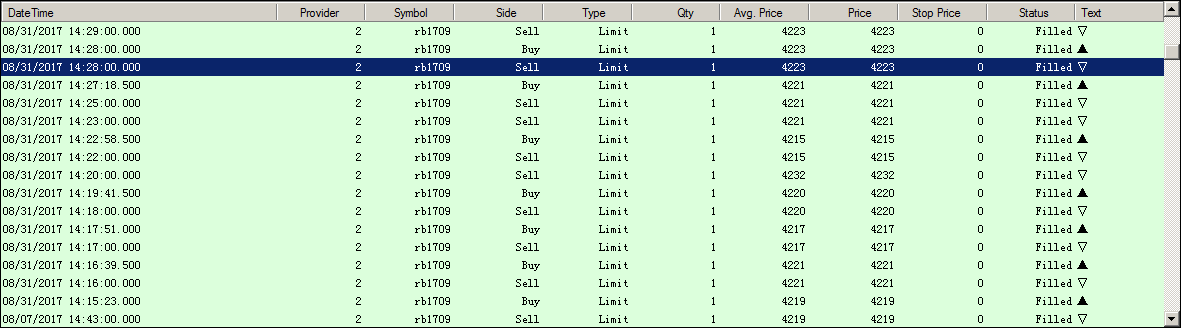 DateTime Provider Symbol Side Type Qty Avg. Price Price Stop Price Status Text
08/31/2017 14:29:00.000 2 rb1709 Sell Limit 1 4223 4223 0 Filled ▽
08/31/2017 14:28:00.000 2 rb1709 Buy Limit 1 4223 4223 0 Filled ▲
08/31/2017 14:28:00.000 2 rb1709 Sell Limit 1 4223 4223 0 Filled ▽
08/31/2017 14:27:18.500 2 rb1709 Buy Limit 1 4221 4221 0 Filled ▲
08/31/2017 14:25:00.000 2 rb1709 Sell Limit 1 4221 4221 0 Filled ▽
08/31/2017 14:23:00.000 2 rb1709 Sell Limit 1 4221 4221 0 Filled ▽
08/31/2017 14:22:58.500 2 rb1709 Buy Limit 1 4215 4215 0 Filled ▲
08/31/2017 14:22:00.000 2 rb1709 Sell Limit 1 4215 4215 0 Filled ▽
08/31/2017 14:20:00.000 2 rb1709 Sell Limit 1 4232 4232 0 Filled ▽
08/31/2017 14:19:41.500 2 rb1709 Buy Limit 1 4220 4220 0 Filled ▲
08/31/2017 14:18:00.000 2 rb1709 Sell Limit 1 4220 4220 0 Filled ▽
08/31/2017 14:17:51.000 2 rb1709 Buy Limit 1 4217 4217 0 Filled ▲
08/31/2017 14:17:00.000 2 rb1709 Sell Limit 1 4217 4217 0 Filled ▽
08/31/2017 14:16:39.500 2 rb1709 Buy Limit 1 4221 4221 0 Filled ▲
08/31/2017 14:16:00.000 2 rb1709 Sell Limit 1 4221 4221 0 Filled ▽
08/31/2017 14:15:23.000 2 rb1709 Buy Limit 1 4219 4219 0 Filled ▲
08/07/2017 14:43:00.000 2 rb1709 Sell Limit 1 4219 4219 0 Filled ▽